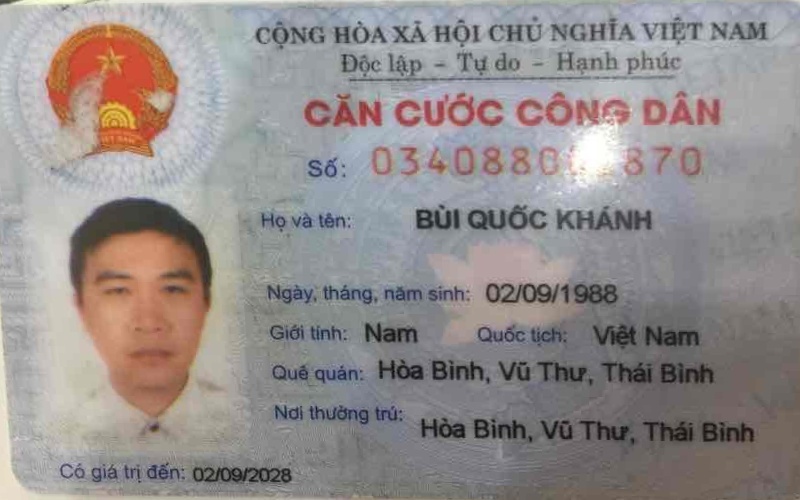 CỘNG HÒA XÃ HỘI CHỦ NGHĨA VIỆT NAM
Độc lập - Tự do - Hạnh phúc
CĂN CƯỚC CÔNG DÂN
Số:
Họ và tên: BÙI QUỐC KHÁNH
Ngày, tháng, năm sinh: 02/09/1988
Giới tính: Nam Quốc tịch: Việt Nam
Quê quán: Hòa Bình, Vũ Thư, Thái Bình
Nơi thường trú:
Hòa Bình, Vũ Thư, Thái Bình
Có giá trị đến: 02/09/2028